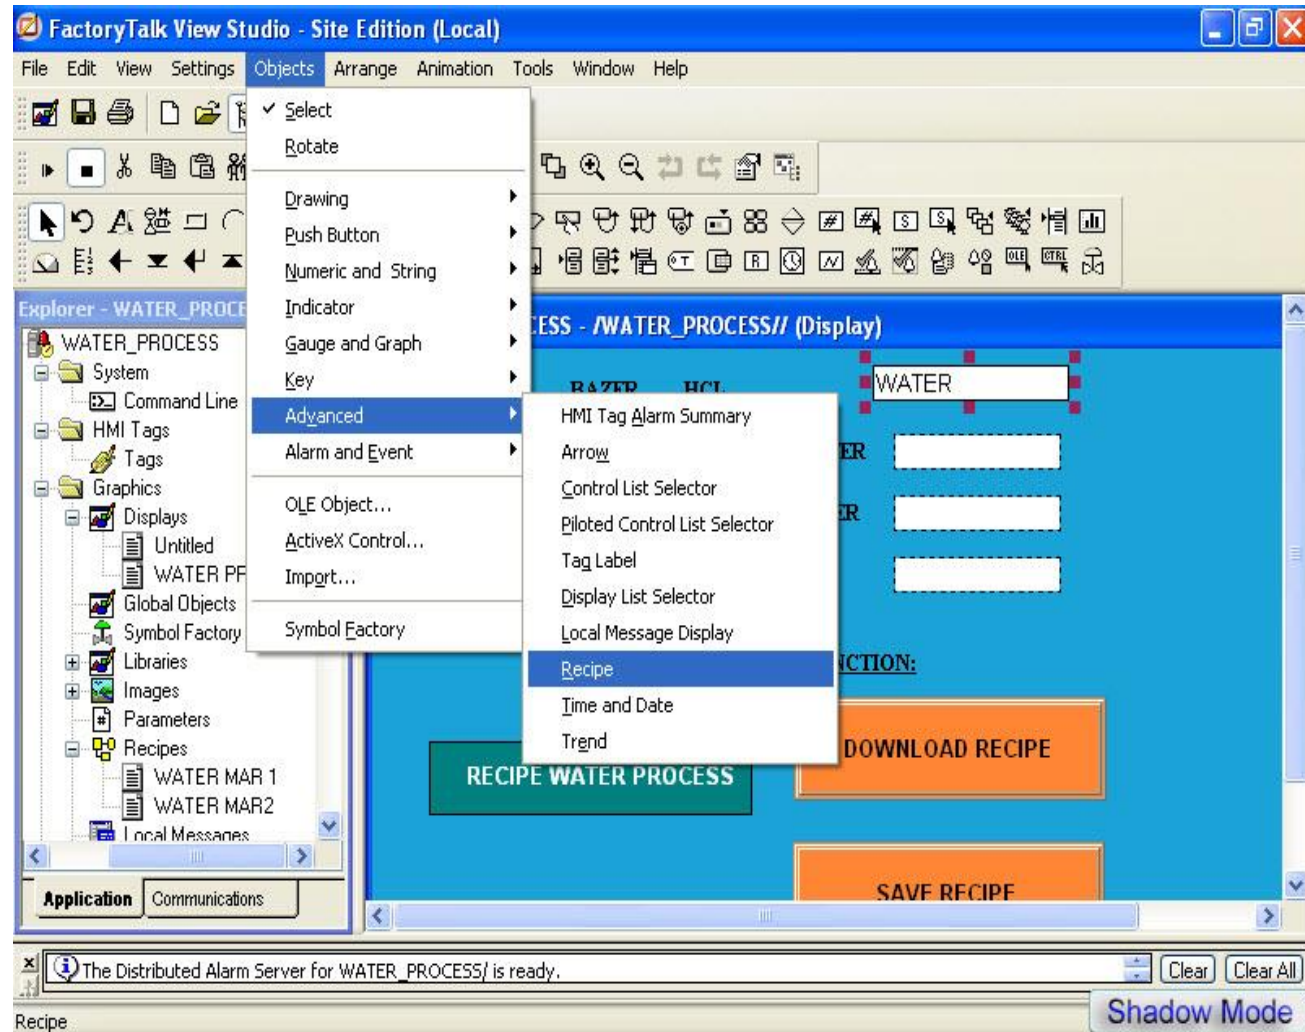 FactoryTalk View Studio - Site Edition (Local)
File Edit View Settings Objects Arrange Animation Tools Window Help
Select
Rotate
Drawing
Push Button
Numeric and String
Indicator
Gauge and Graph
Key
Advanced
Alarm and Event
OLE Object...
ActiveX Control...
Import...
Symbol Factory
HMI Tag Alarm Summary
Arrow
Control List Selector
Piloted Control List Selector
Tag Label
Display List Selector
Local Message Display
Recipe
Time and Date
Trend
Explorer - WATER_PROCE
WATER_PROCESS
System
Command Line
HMI Tags
Tags
Graphics
Displays
Untitled
WATER PF
Global Objects
Symbol Factory
Libraries
Images
Parameters
Recipes
WATER MAR 1
WATER MAR2
Local Messages
Application Communications
ESS - /WATER_PROCESS// (Display)
BAZER HCL
WATER
ER
ER
NCTION:
DOWNLOAD RECIPE
RECIPE WATER PROCESS
SAVE RECIPE
The Distributed Alarm Server for WATER_PROCESS/ is ready.
Clear Clear All
Recipe
Shadow Mode